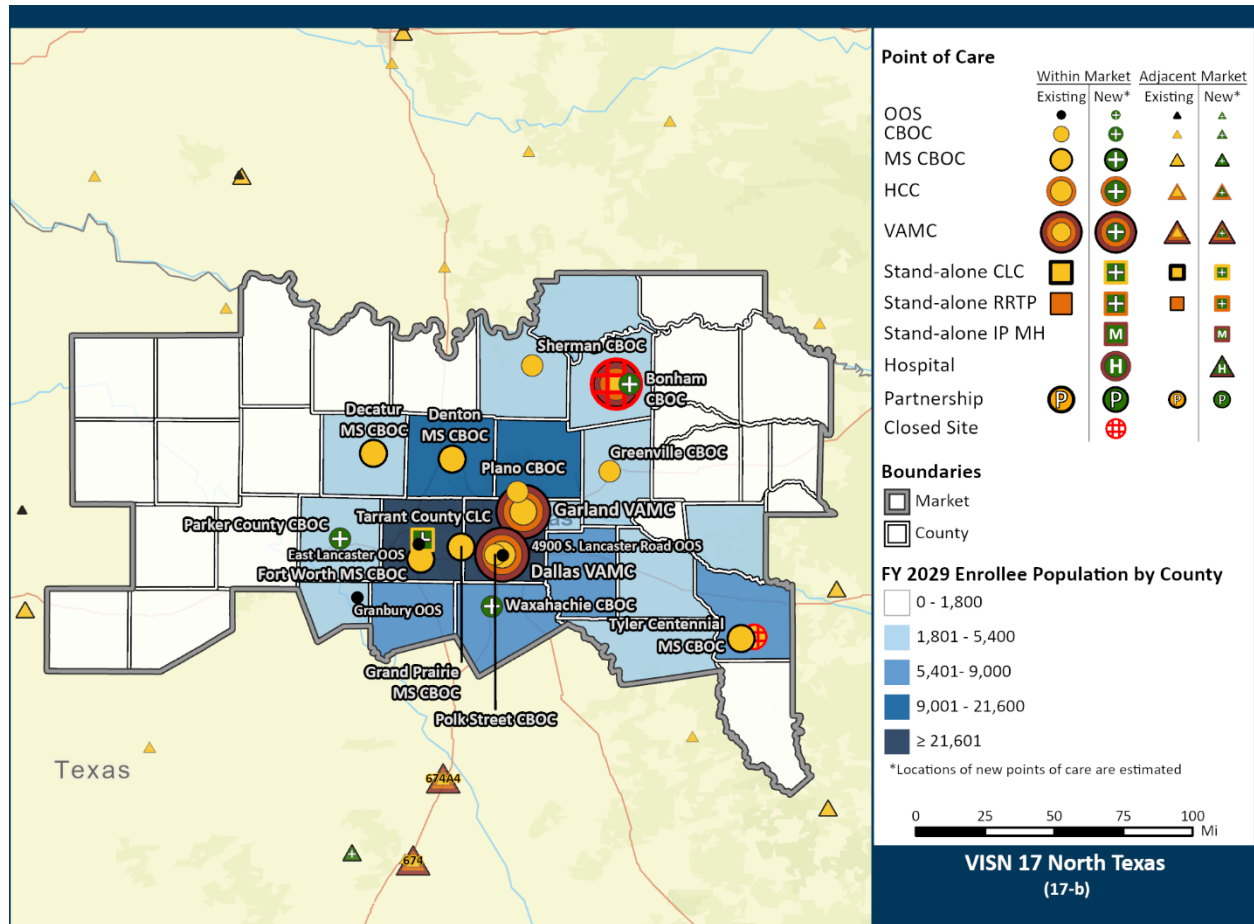 Sherman CBOC
Bonham
CBOC
Decatur
MS CBOC
Denton
MS CBOC
Plano CBOC
Greenville CBOC
Garland VAMC
Parker County CBOC
Tarrant County CLC
East Lancaster OOS
4900 S. Lancaster Road OOS
Fort Worth MS CBOC
Dallas VAMC
Granbury OOS
Waxahachie CBOC
Tyler Centennial
MS CBOC
Grand Prairie
MS CBOC
Polk Street CBOC
Texas
674A4
674
Point of Care
Within Market
Adjacent Market
Existing New* Existing New*
OOS
CBOC
MS CBOC
HCC
VAMC
Stand-alone CLC
Stand-alone RRTP
Stand-alone IP MH
M M
Hospital
H H
Partnership
P P P P
Closed Site
Boundaries
Market
County
FY 2029 Enrollee Population by County
0 - 1,800
1,801 - 5,400
5,401- 9,000
9,001 - 21,600
≥ 21,601
*Locations of new points of care are estimated
0 25 50 75 100
Mi
VISN 17 North Texas
(17-b)